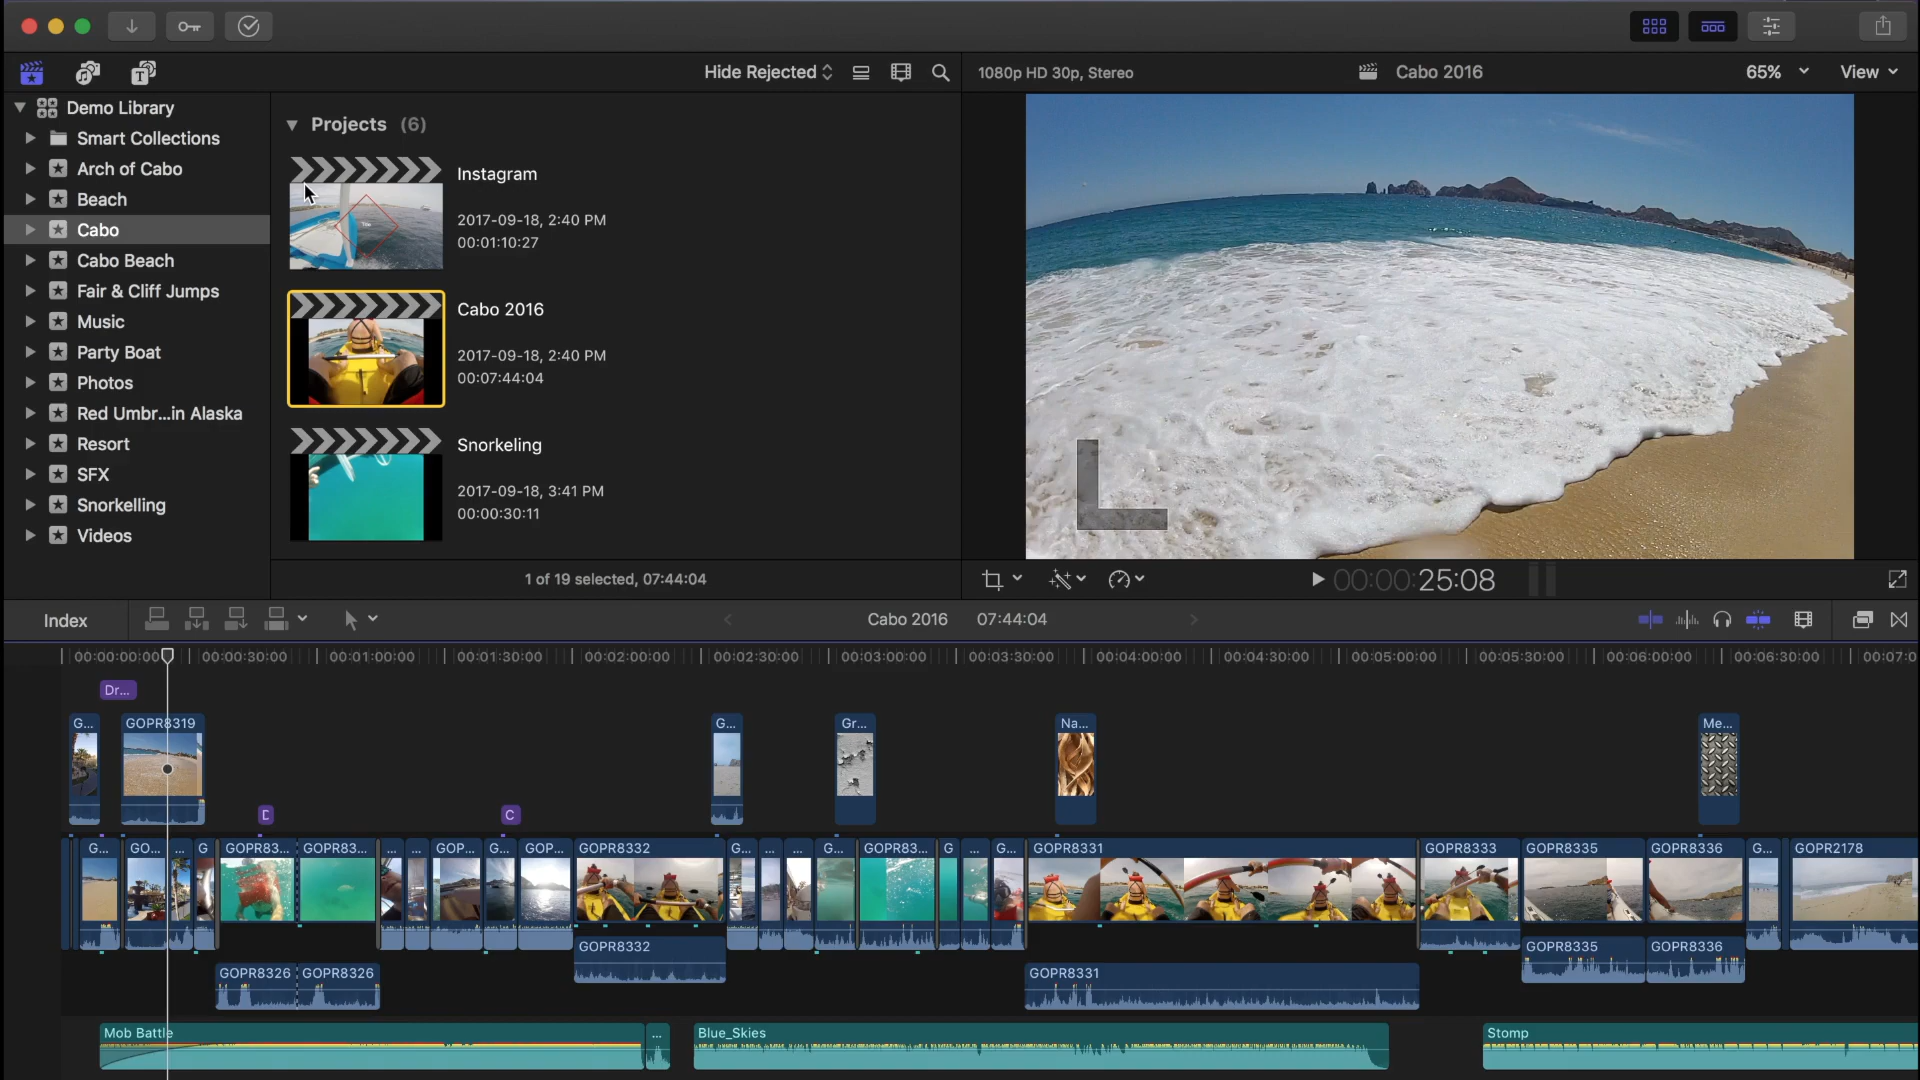 Hide Rejected
1080p HD 30p, Stereo
Cabo 2016
65%
View
Demo Library
Smart Collections
Arch of Cabo
Beach
Cabo
Cabo Beach
Fair & Cliff Jumps
Music
Party Boat
Photos
Red Umbr...in Alaska
Resort
SFX
Snorkelling
Videos
Projects (6)
Instagram
2017-09-18, 2:40 PM
00:01:10:27
Cabo 2016
2017-09-18, 2:40 PM
00:07:44:04
Snorkeling
2017-09-18, 3:41 PM
00:00:30:11
1 of 19 selected, 07:44:04
00:00:25:08
Index
Cabo 2016 07:44:04
00:00:00:00 00:00:30:00 00:01:00:00 00:01:30:00 00:02:00:00 00:02:30:00 00:03:00:00 00:03:30:00 00:04:00:00 00:04:30:00 00:05:00:00 00:05:30:00 00:06:00:00 00:06:30:00 00:07:0
Dr...
G... GOPR8319 G... Gr... Na... Me...
C
G... GO... ... G GOPR83... GOPR83... ... ... GOP... G... GOP... GOPR8332 G... ... ... G... GOPR83... G ... G... GOPR8331 GOPR8333 GOPR8335 GOPR8336 G... GOPR2178
GOPR8332 GOPR8335 GOPR8336
GOPR8326 GOPR8326 GOPR8331
Mob Battle ... Blue_Skies Stomp